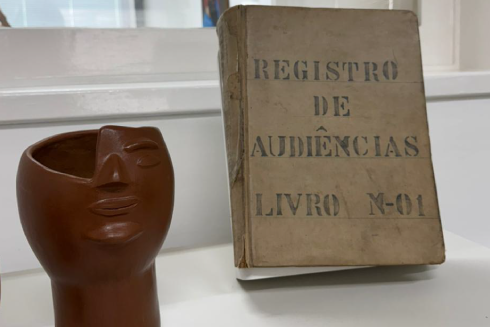 REGISTRO
DE
AUDIÊNCIAS
LIVRO N-01